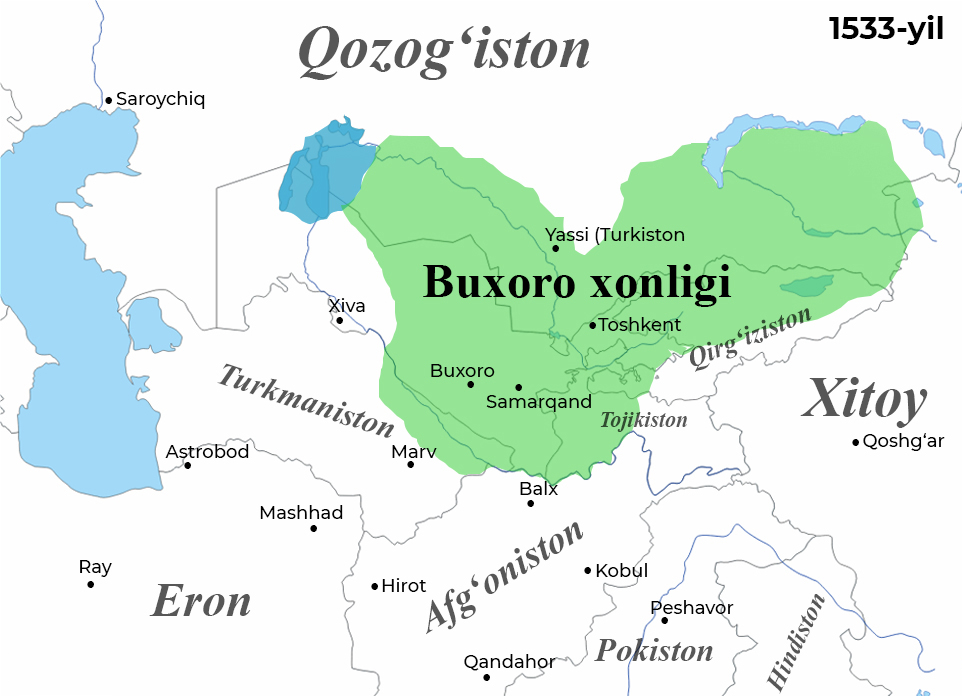 1533-yil
Qozog‘iston
Saroychiq
Yassi (Turkiston
Buxoro xonligi
Xiva
Toshkent
Qirg‘iziston
Buxoro
Samarqand
Turkmaniston
Tojikiston
Xitoy
Qoshg‘ar
Astrobod
Marv
Balx
Mashhad
Ray
Eron
Hirot
Afg‘oniston
Kobul
Peshavor
Pokiston
Hindiston
Qandahor